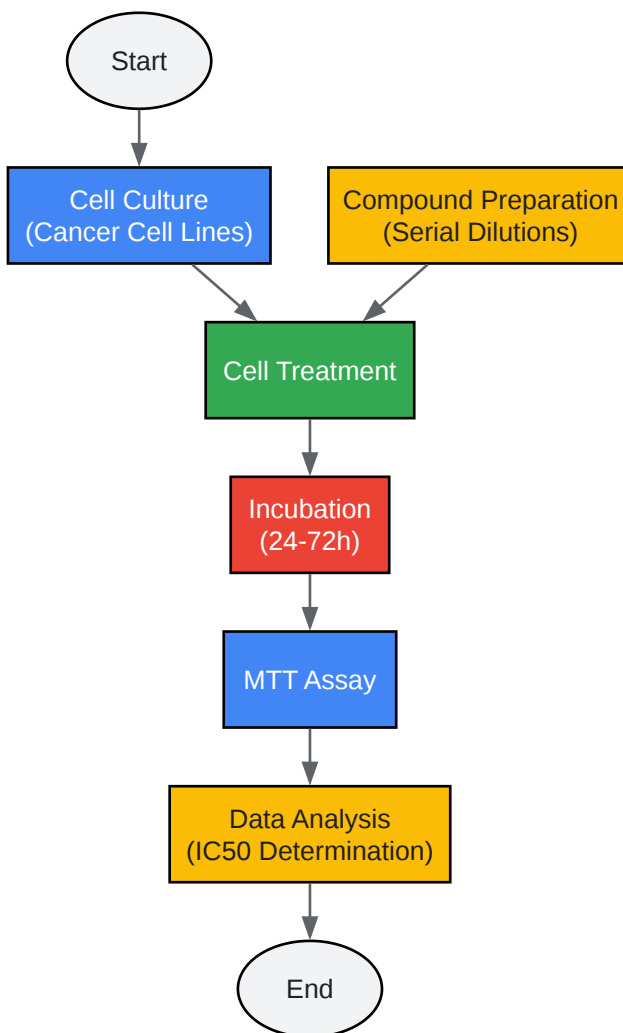 Start
Cell Culture
(Cancer Cell Lines)
Compound Preparation
(Serial Dilutions)
Cell Treatment
Incubation
(24-72h)
MTT Assay
Data Analysis
(IC50 Determination)
End